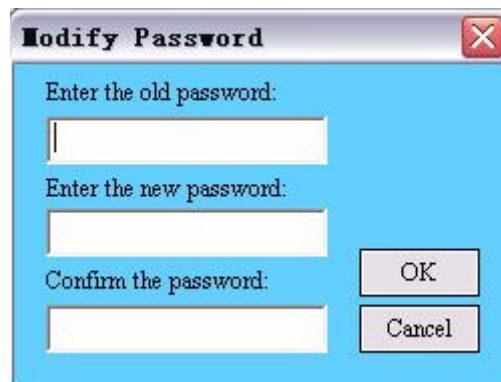 Modify Password
Enter the old password:
Enter the new password:
Confirm the password:
OK
Cancel